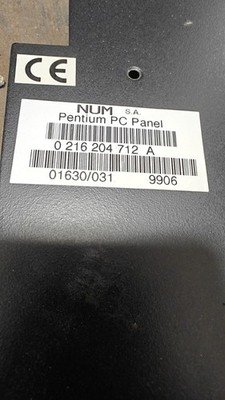 CE
NUM S.A.
Pentium PC Panel
0 216 204 712 A
01630/031 9906